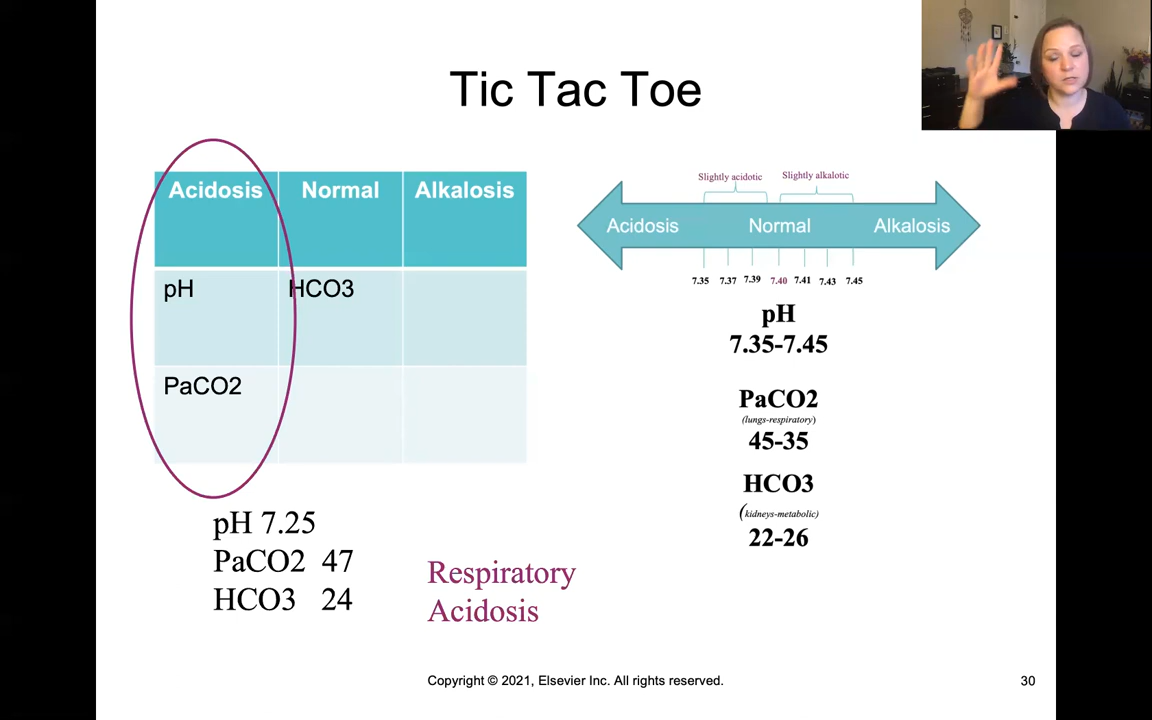 Tic Tac Toe
Acidosis Normal Alkalosis
pH HCO3
PaCO2
pH 7.25
PaCO2 47
HCO3 24
Respiratory
Acidosis
Slightly acidotic Slightly alkalotic
Acidosis Normal Alkalosis
7.35 7.37 7.39 7.40 7.41 7.43 7.45
pH
7.35-7.45
PaCO2
(lungs-respiratory)
45-35
HCO3
(kidneys-metabolic)
22-26
Copyright © 2021, Elsevier Inc. All rights reserved.
30